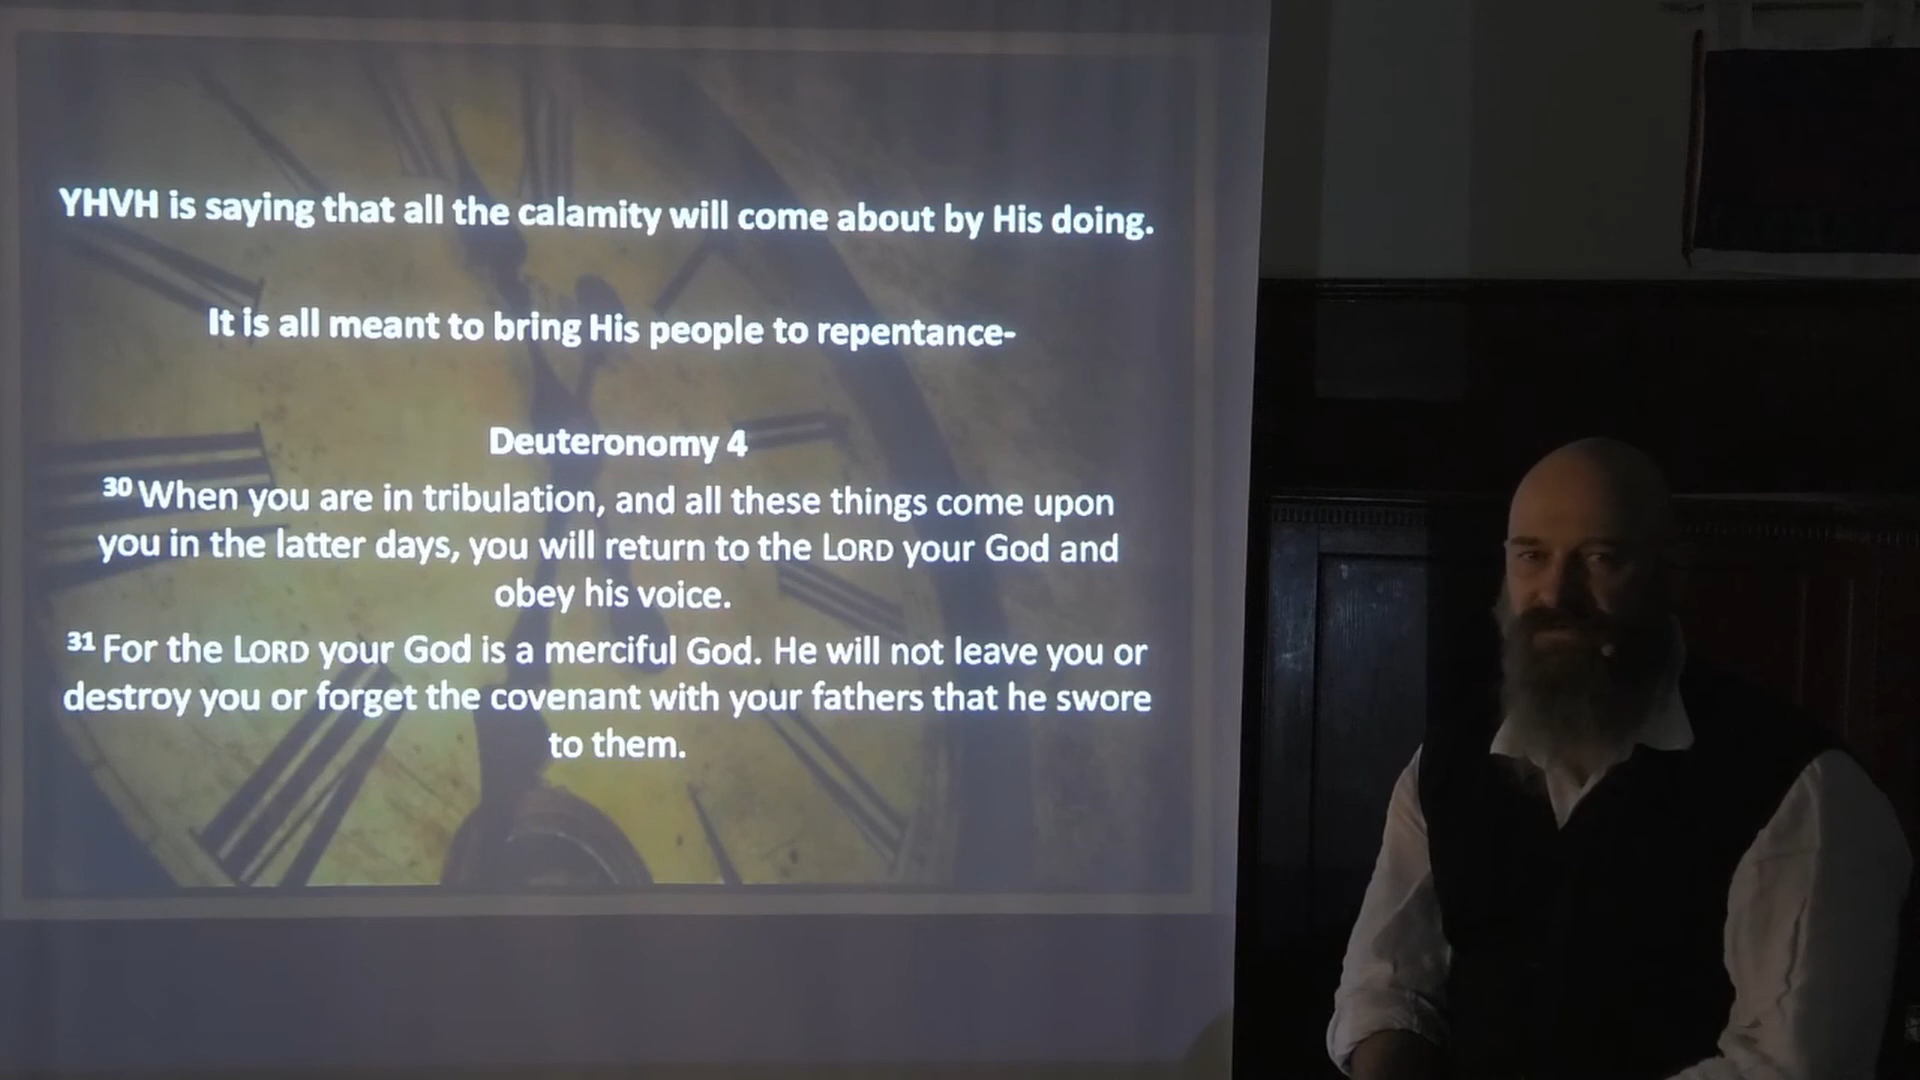 YHVH is saying that all the calamity will come about by His doing.
It is all meant to bring His people to repentance-
Deuteronomy 4
30 When you are in tribulation, and all these things come upon
you in the latter days, you will return to the LORD your God and
obey his voice.
31 For the LORD your God is a merciful God. He will not leave you or
destroy you or forget the covenant with your fathers that he swore
to them.